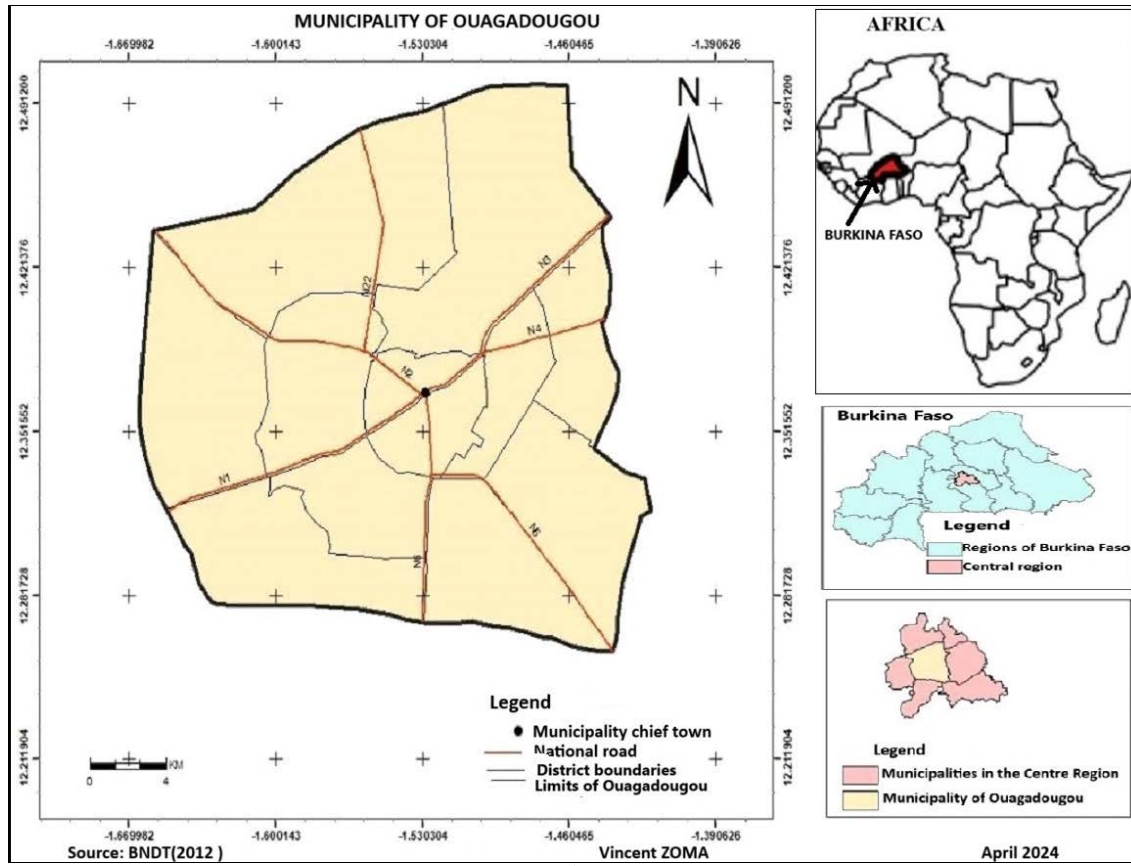 MUNICIPALITY OF OUAGADOUGOU
-1.669982 -1.600143 -1.530304 -1.460465 -1.390626
12.491200 12.491200
12.421376 12.421376
12.351552 12.351552
12.281728 12.281728
12.211904 12.211904
N
N3
N22
N4
N2
N1
N6
N5
Legend
Municipality chief town
National road
District boundaries
Limits of Ouagadougou
KM
0 4
-1.669982 -1.600143 -1.530304 -1.460465 -1.390626
Source: BNDT(2012 ) Vincent ZOMA April 2024
AFRICA
BURKINA FASO
Burkina Faso
Legend
Regions of Burkina Faso
Central region
Legend
Municipalities in the Centre Region
Municipality of Ouagadougou